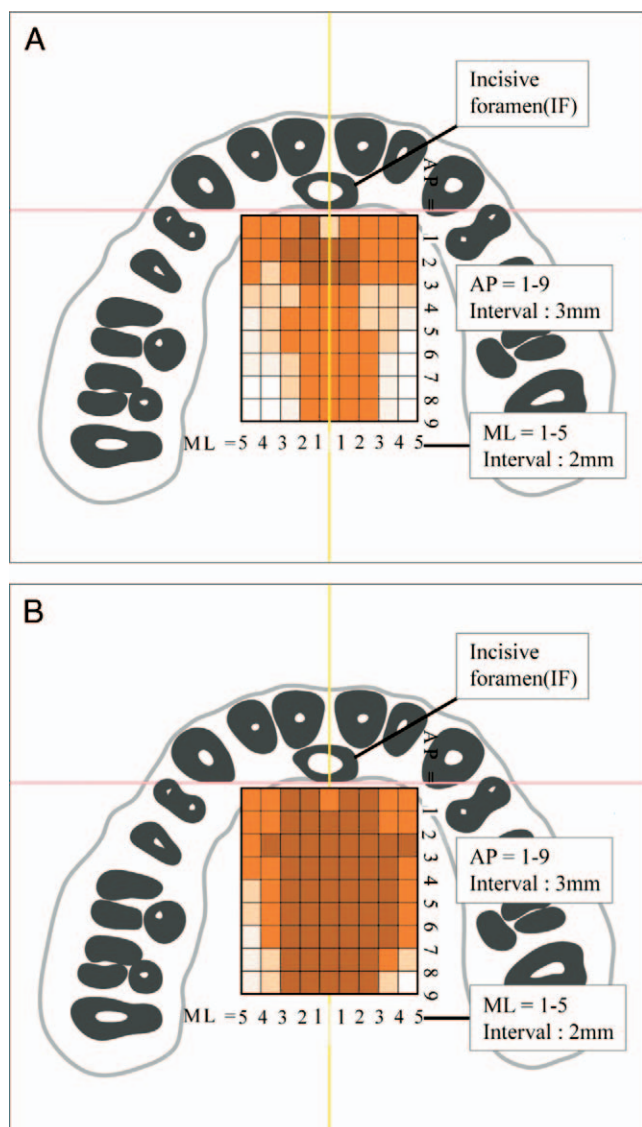 A
Incisive
foramen(IF)
AP =
1
2
3
4
5
6
7
8
9
AP = 1-9
Interval : 3mm
ML =5 4 3 2 1 1 2 3 4 5
ML = 1-5
Interval : 2mm
B
Incisive
foramen(IF)
AP =
1
2
3
4
5
6
7
8
9
AP = 1-9
Interval : 3mm
ML =5 4 3 2 1 1 2 3 4 5
ML = 1-5
Interval : 2mm